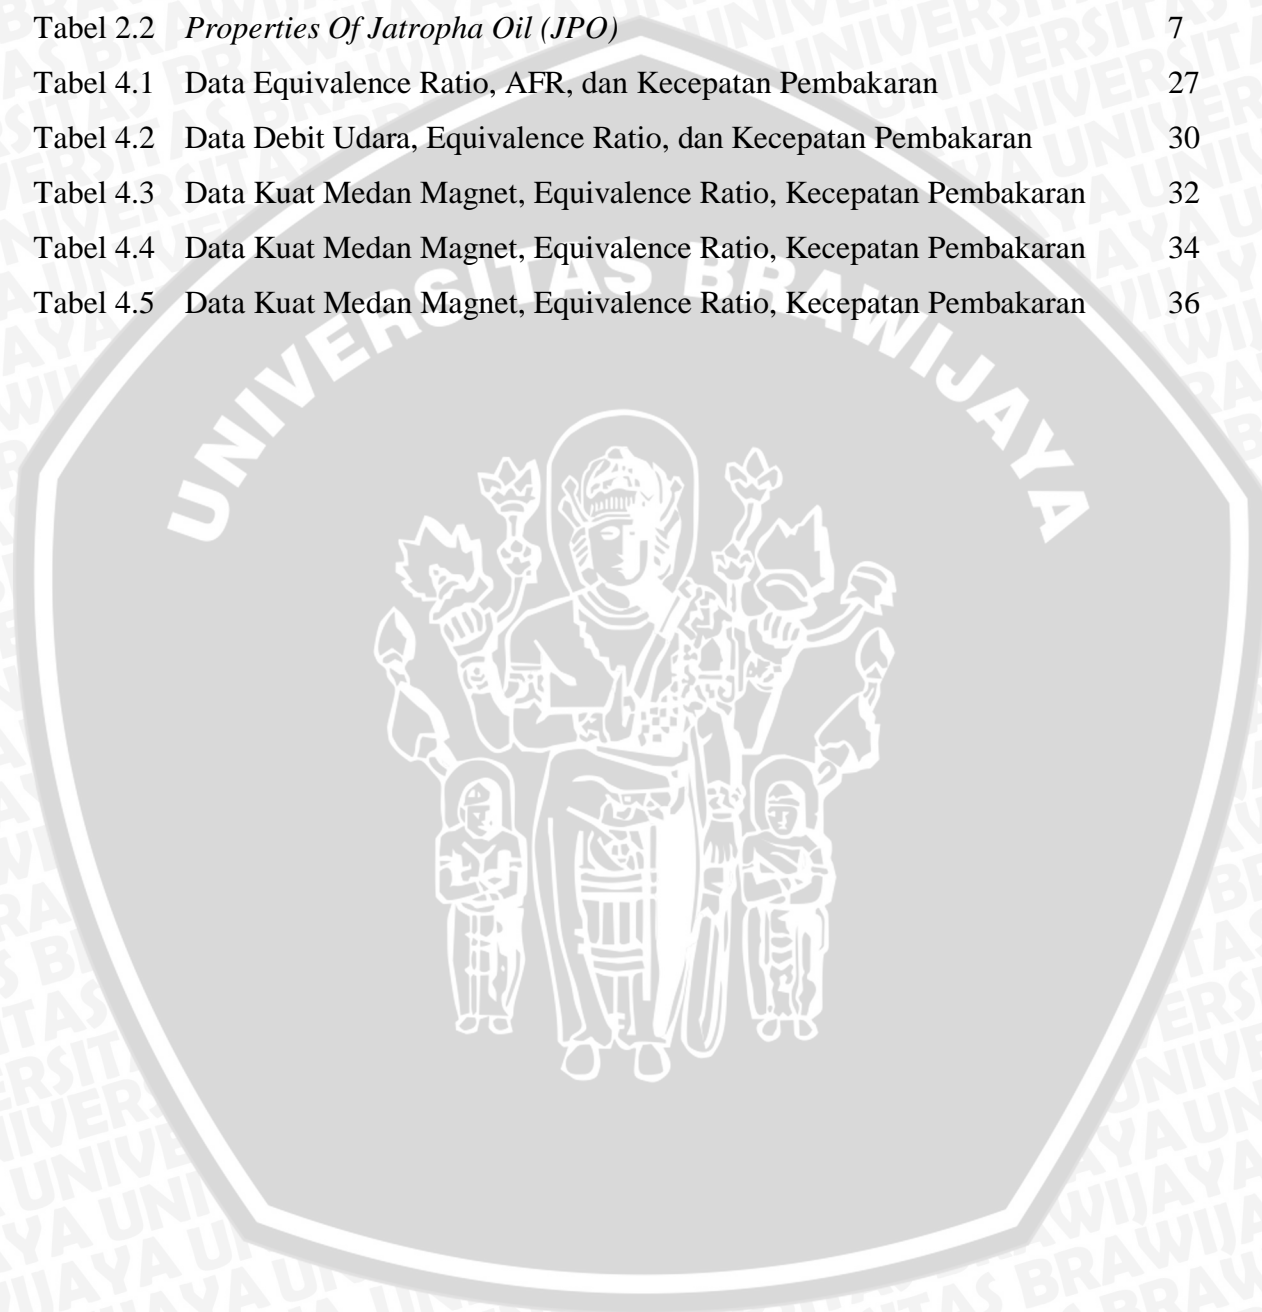 Tabel 2.2 Properties Of Jatropha Oil (JPO) 7
Tabel 4.1 Data Equivalence Ratio, AFR, dan Kecepatan Pembakaran 27
Tabel 4.2 Data Debit Udara, Equivalence Ratio, dan Kecepatan Pembakaran 30
Tabel 4.3 Data Kuat Medan Magnet, Equivalence Ratio, Kecepatan Pembakaran 32
Tabel 4.4 Data Kuat Medan Magnet, Equivalence Ratio, Kecepatan Pembakaran 34
Tabel 4.5 Data Kuat Medan Magnet, Equivalence Ratio, Kecepatan Pembakaran 36
UNIVERSITAS BRAWIJAYA